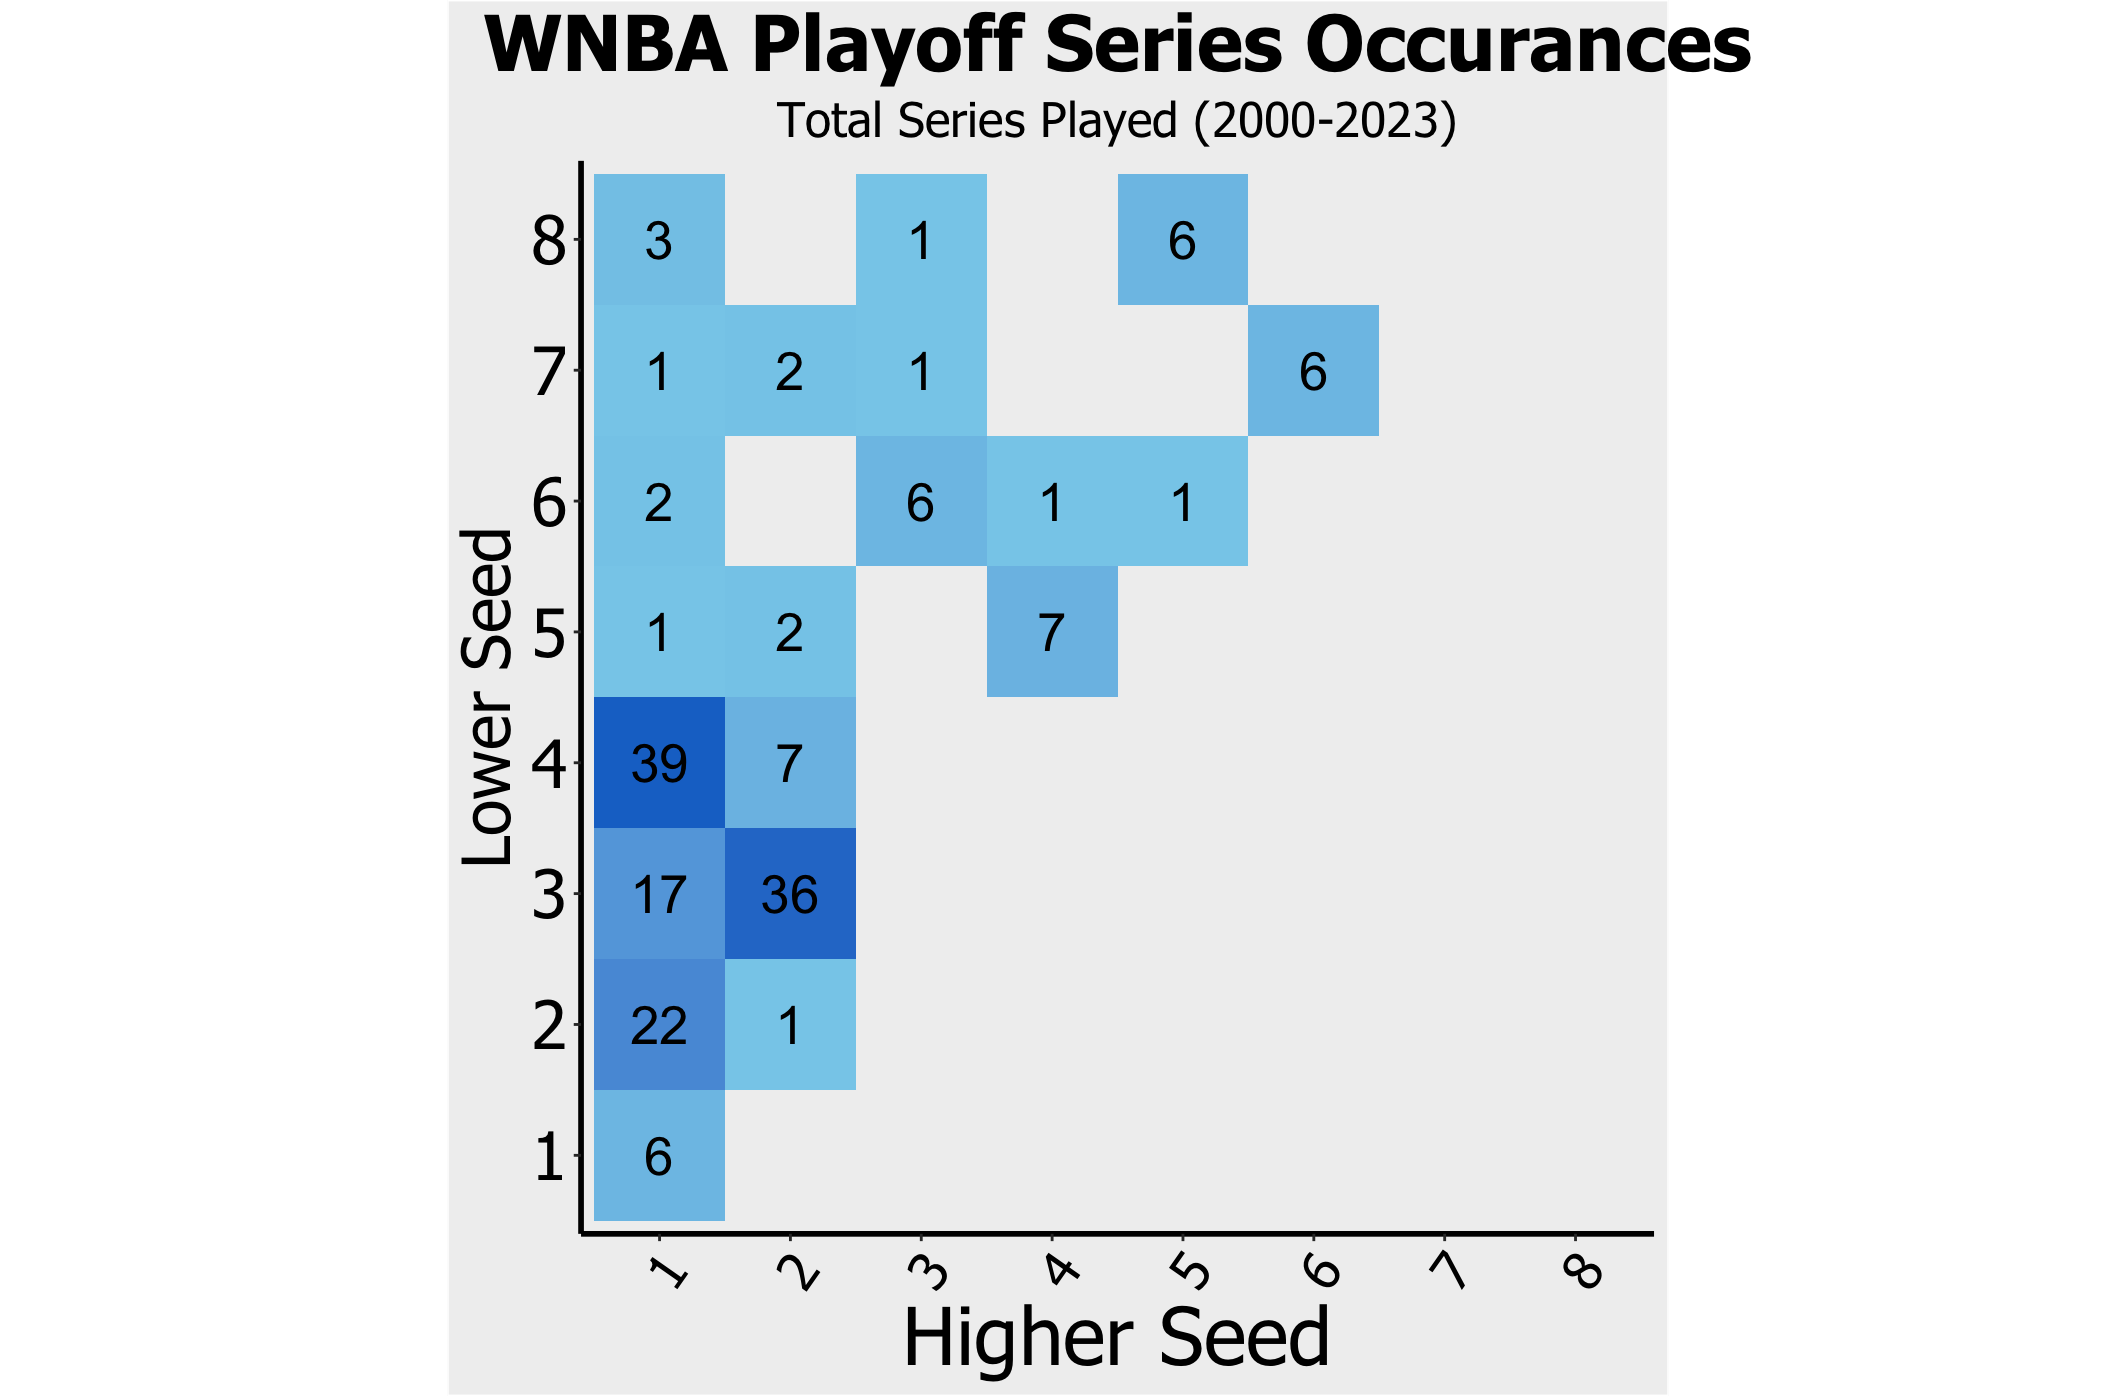 WNBA Playoff Series Occurances
Total Series Played (2000-2023)
8 3 1 6
7 1 2 1 6
6 2 6 1 1
5 1 2 7
4 39 7
3 17 36
2 22 1
1 6
Lower Seed
1 2 3 4 5 6 7 8
Higher Seed